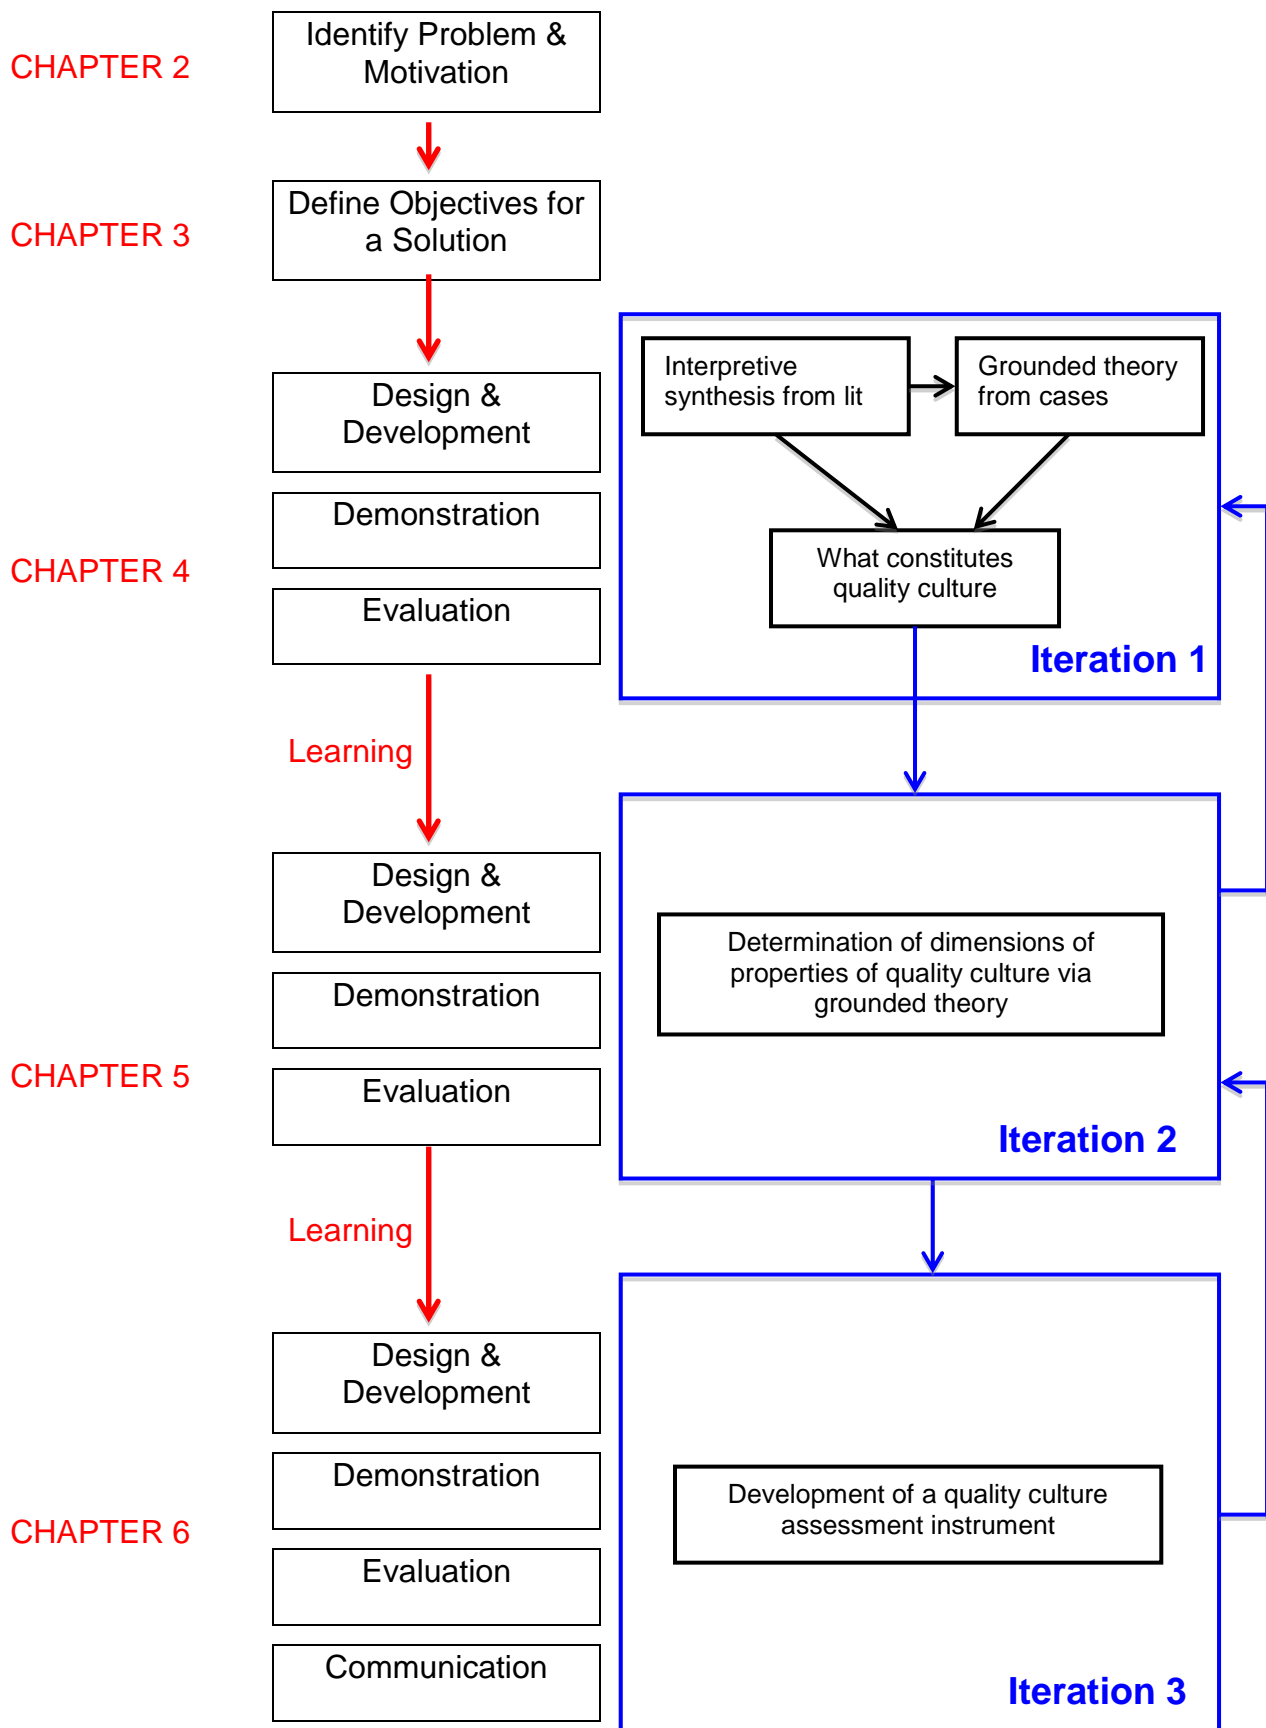 CHAPTER 2
Identify Problem &
Motivation
CHAPTER 3
Define Objectives for
a Solution
CHAPTER 4
Design &
Development
Demonstration
Evaluation
Interpretive
synthesis from lit
Grounded theory
from cases
What constitutes
quality culture
Iteration 1
Learning
CHAPTER 5
Design &
Development
Demonstration
Evaluation
Determination of dimensions of
properties of quality culture via
grounded theory
Iteration 2
Learning
CHAPTER 6
Design &
Development
Demonstration
Evaluation
Communication
Development of a quality culture
assessment instrument
Iteration 3